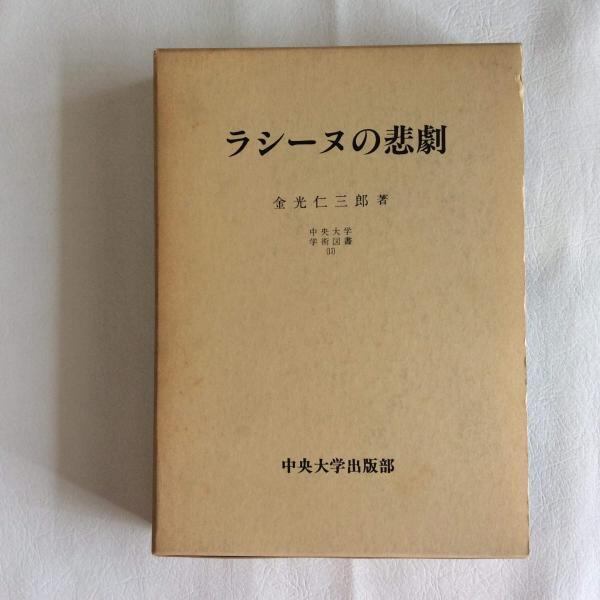 ラシーヌの悲劇
金光仁三郎 著
中央大学
学術図書
(15)
中央大学出版部